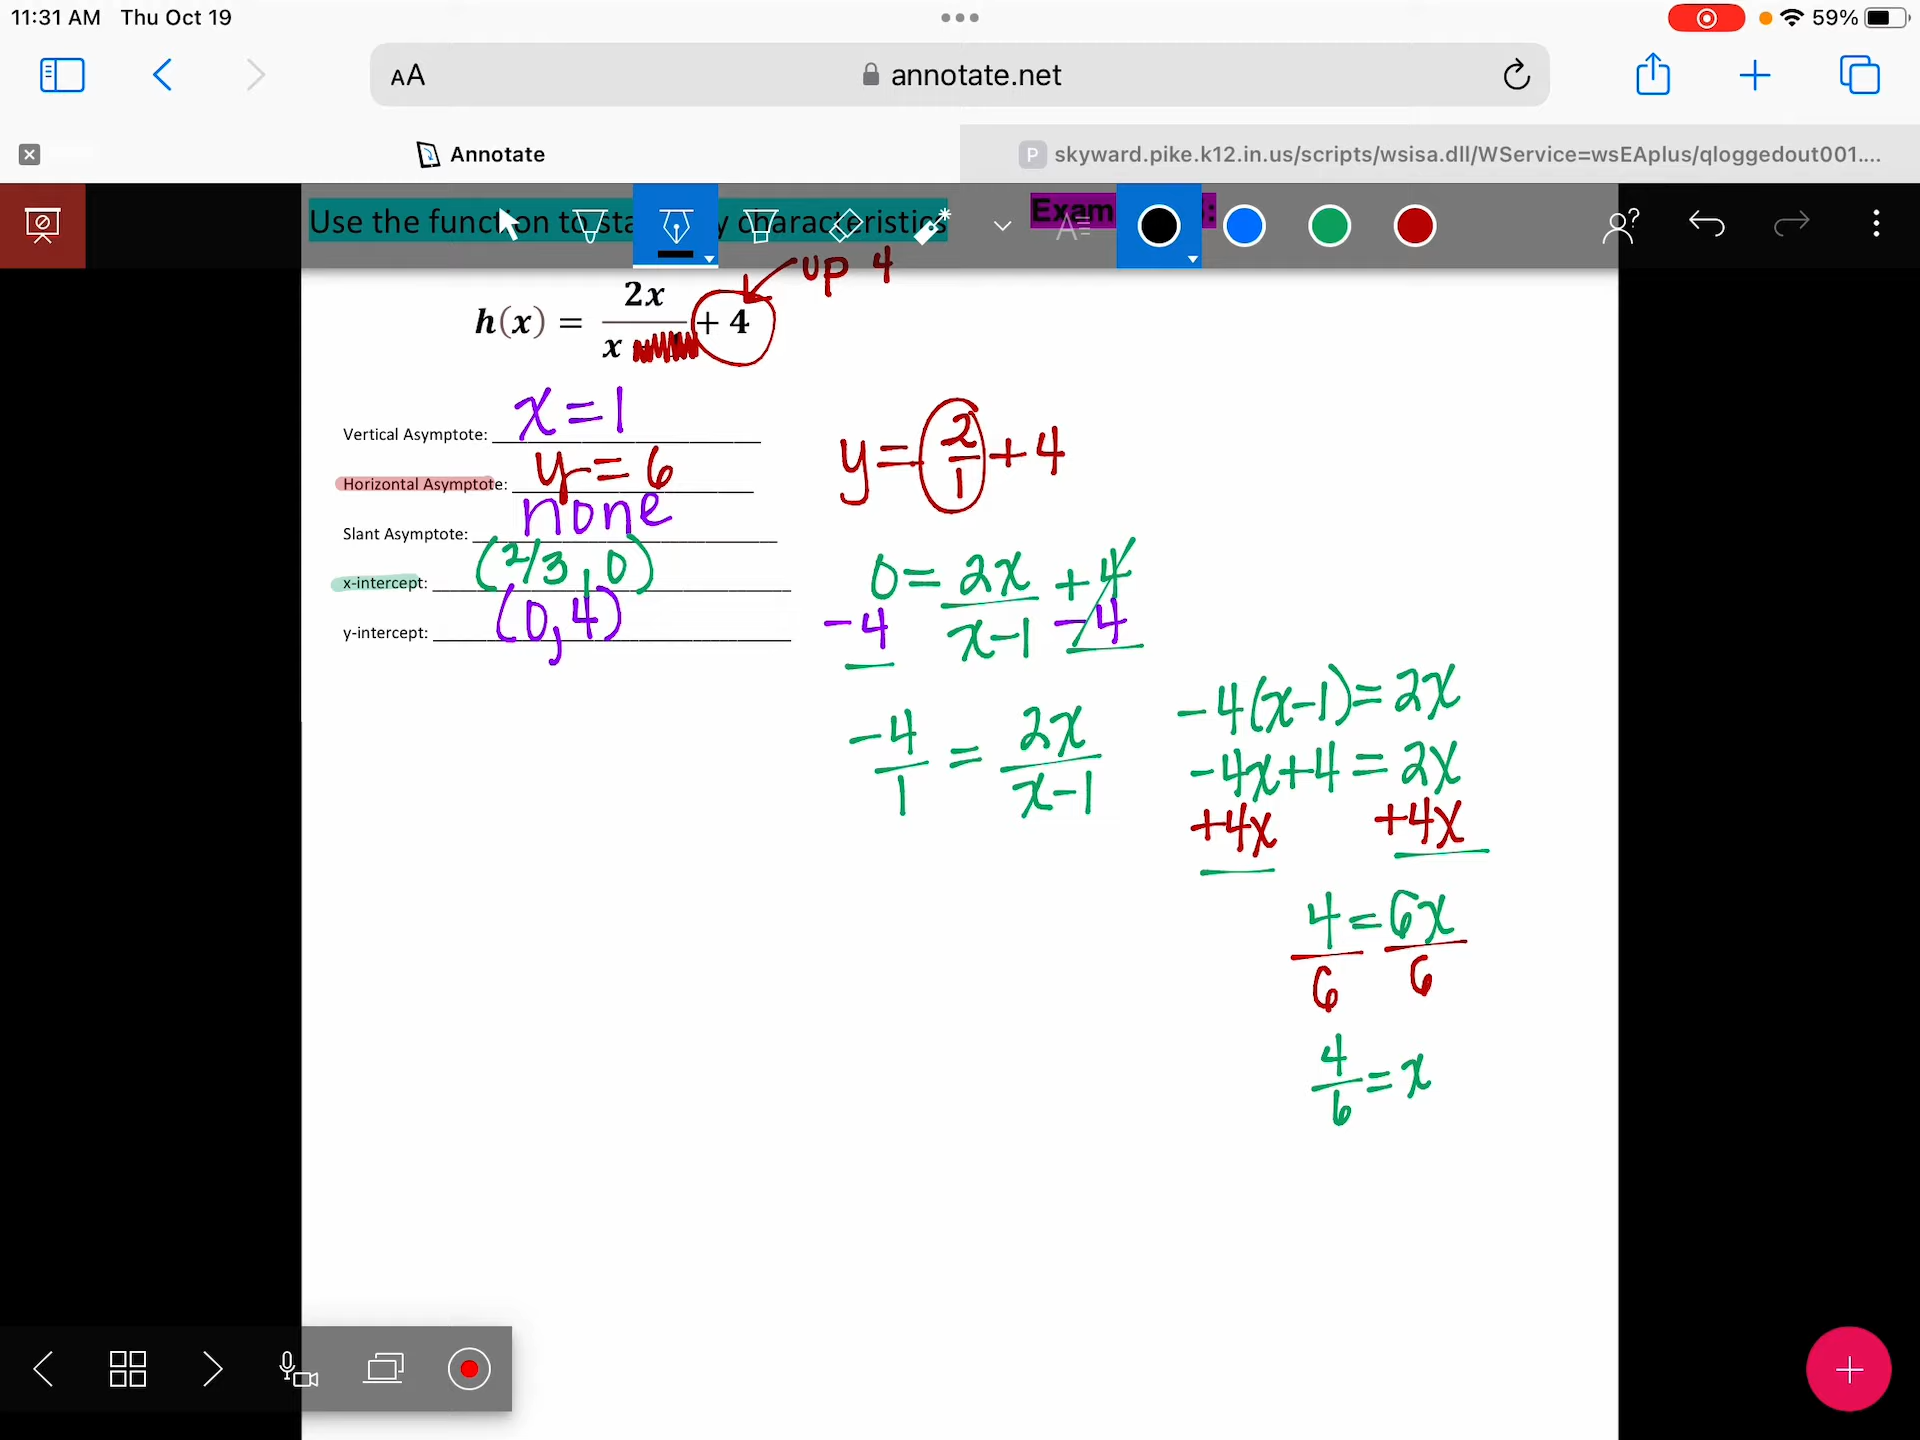 11:31 AM Thu Oct 19
59%
AA annotate.net
Annotate
P skyward.pike.k12.in.us/scripts/wsisa.dll/WService=wsEAplus/qloggedout001....
Use the function to sta y characteristics
Exam :
up 4
h(x) = 2x / x + 4
Vertical Asymptote: x = 1
Horizontal Asymptote: y = 6
Slant Asymptote: none
x-intercept: (2/3, 0)
y-intercept: (0, 4)
y = 2/1 + 4
0 = 2x/x-1 + 4
-4 -4
-4/1 = 2x/x-1
-4(x-1) = 2x
-4x+4 = 2x
+4x +4x
4 = 6x
6 6
4/6 = x